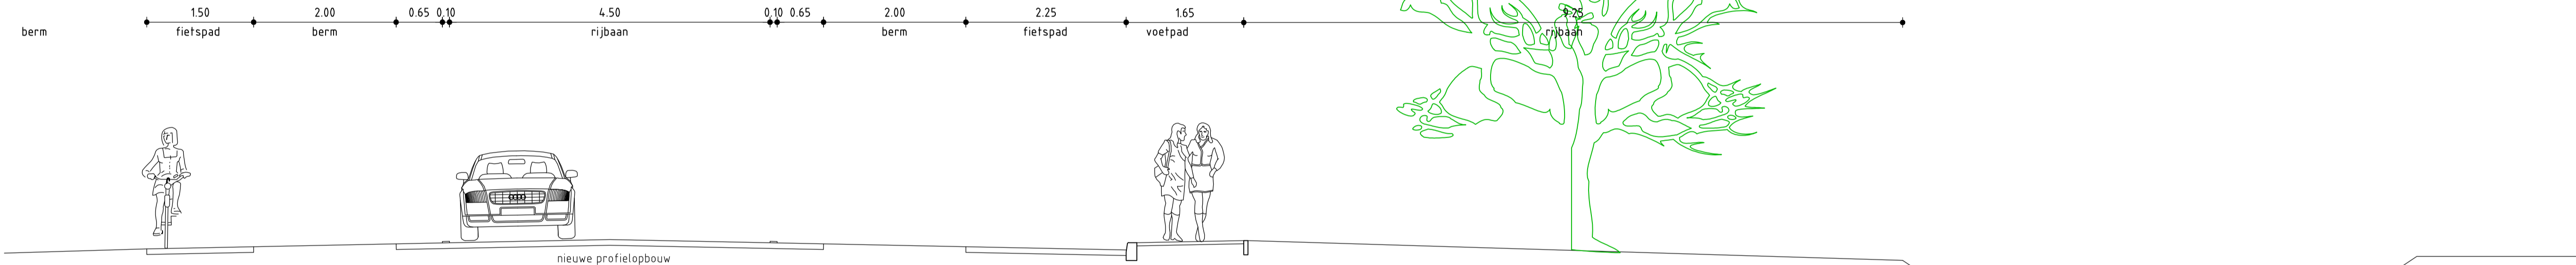 1.50 2.00 0.65 0.10 4.50 0.10 0.65 2.00 2.25 1.65 9.25
berm fietspad berm rijbaan berm fietspad voetpad rijbaan
nieuwe profielopbouw